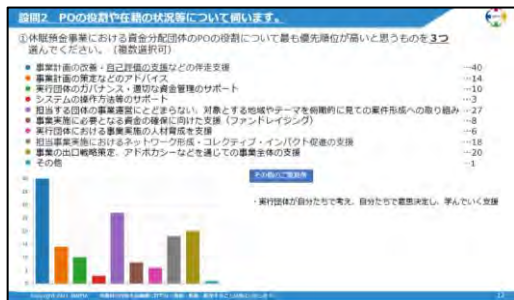 設問2　POの役割や在籍の状況等について伺います。
①休眠預金事業における資金分配団体のPOの役割について最も優先順位が高いと思うものを3つ
選んでください。（複数選択可）
● 事業計画の改善・自己評価の支援などの伴走支援 …40
● 事業計画の策定などのアドバイス …14
● 実行団体のガバナンス・適切な資金管理のサポート …10
● システムの操作方法等のサポート …3
● 担当する団体の事業運営にとどまらない、対象とする地域やテーマを俯瞰的に見ての案件形成への取り組み …27
● 事業実施に必要となる資金の確保に向けた支援（ファンドレイジング） …8
● 実行団体における事業実施の人材育成を支援 …6
● 担当事業実施におけるネットワーク形成・コレクティブ・インパクト促進の支援 …18
● 事業の出口戦略策定、アドボカシーなどを通じての事業全体の支援 …20
● その他 …1
その他のご意見等
・実行団体が自分たちで考え、自分たちで意思決定し、学んでいく支援
40
35
30
25
20
15
10
5
0
Copyright 2021 JANPIA
12